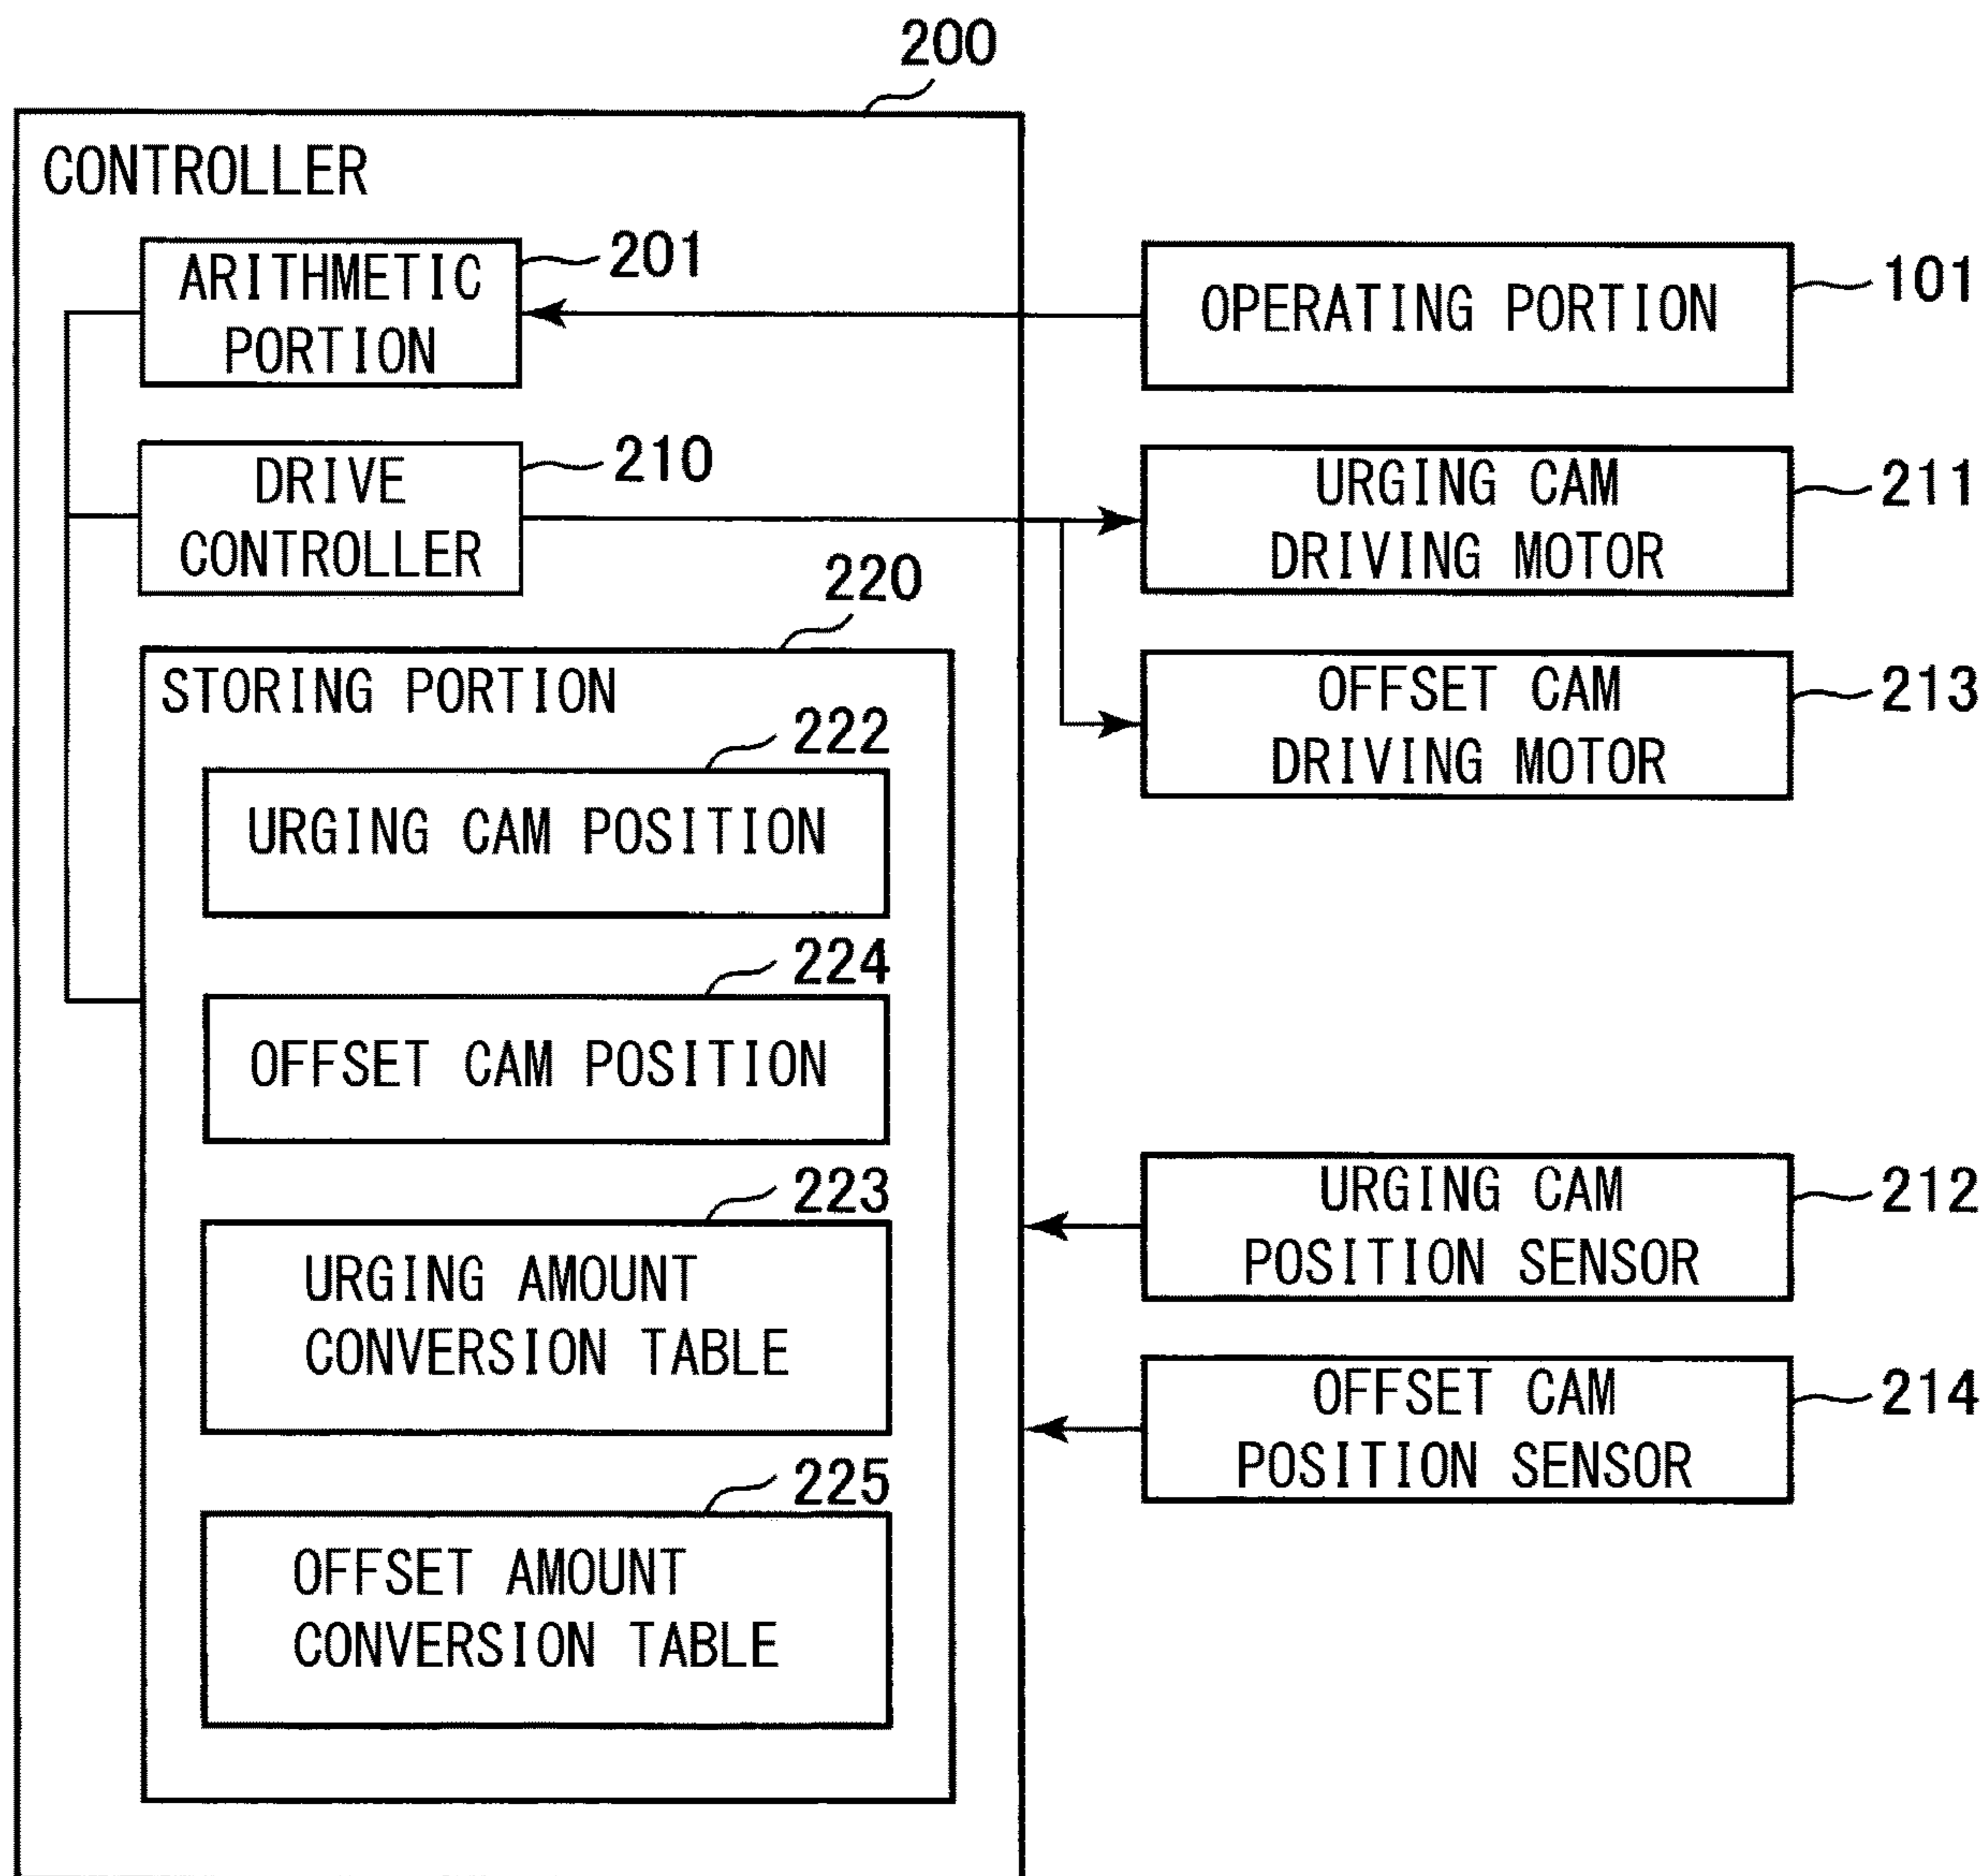 200
CONTROLLER
ARITHMETIC
PORTION
201
OPERATING PORTION
101
DRIVE
CONTROLLER
210
URGING CAM
DRIVING MOTOR
211
OFFSET CAM
DRIVING MOTOR
213
220
STORING PORTION
222
URGING CAM POSITION
224
OFFSET CAM POSITION
223
URGING AMOUNT
CONVERSION TABLE
225
OFFSET AMOUNT
CONVERSION TABLE
URGING CAM
POSITION SENSOR
212
OFFSET CAM
POSITION SENSOR
214